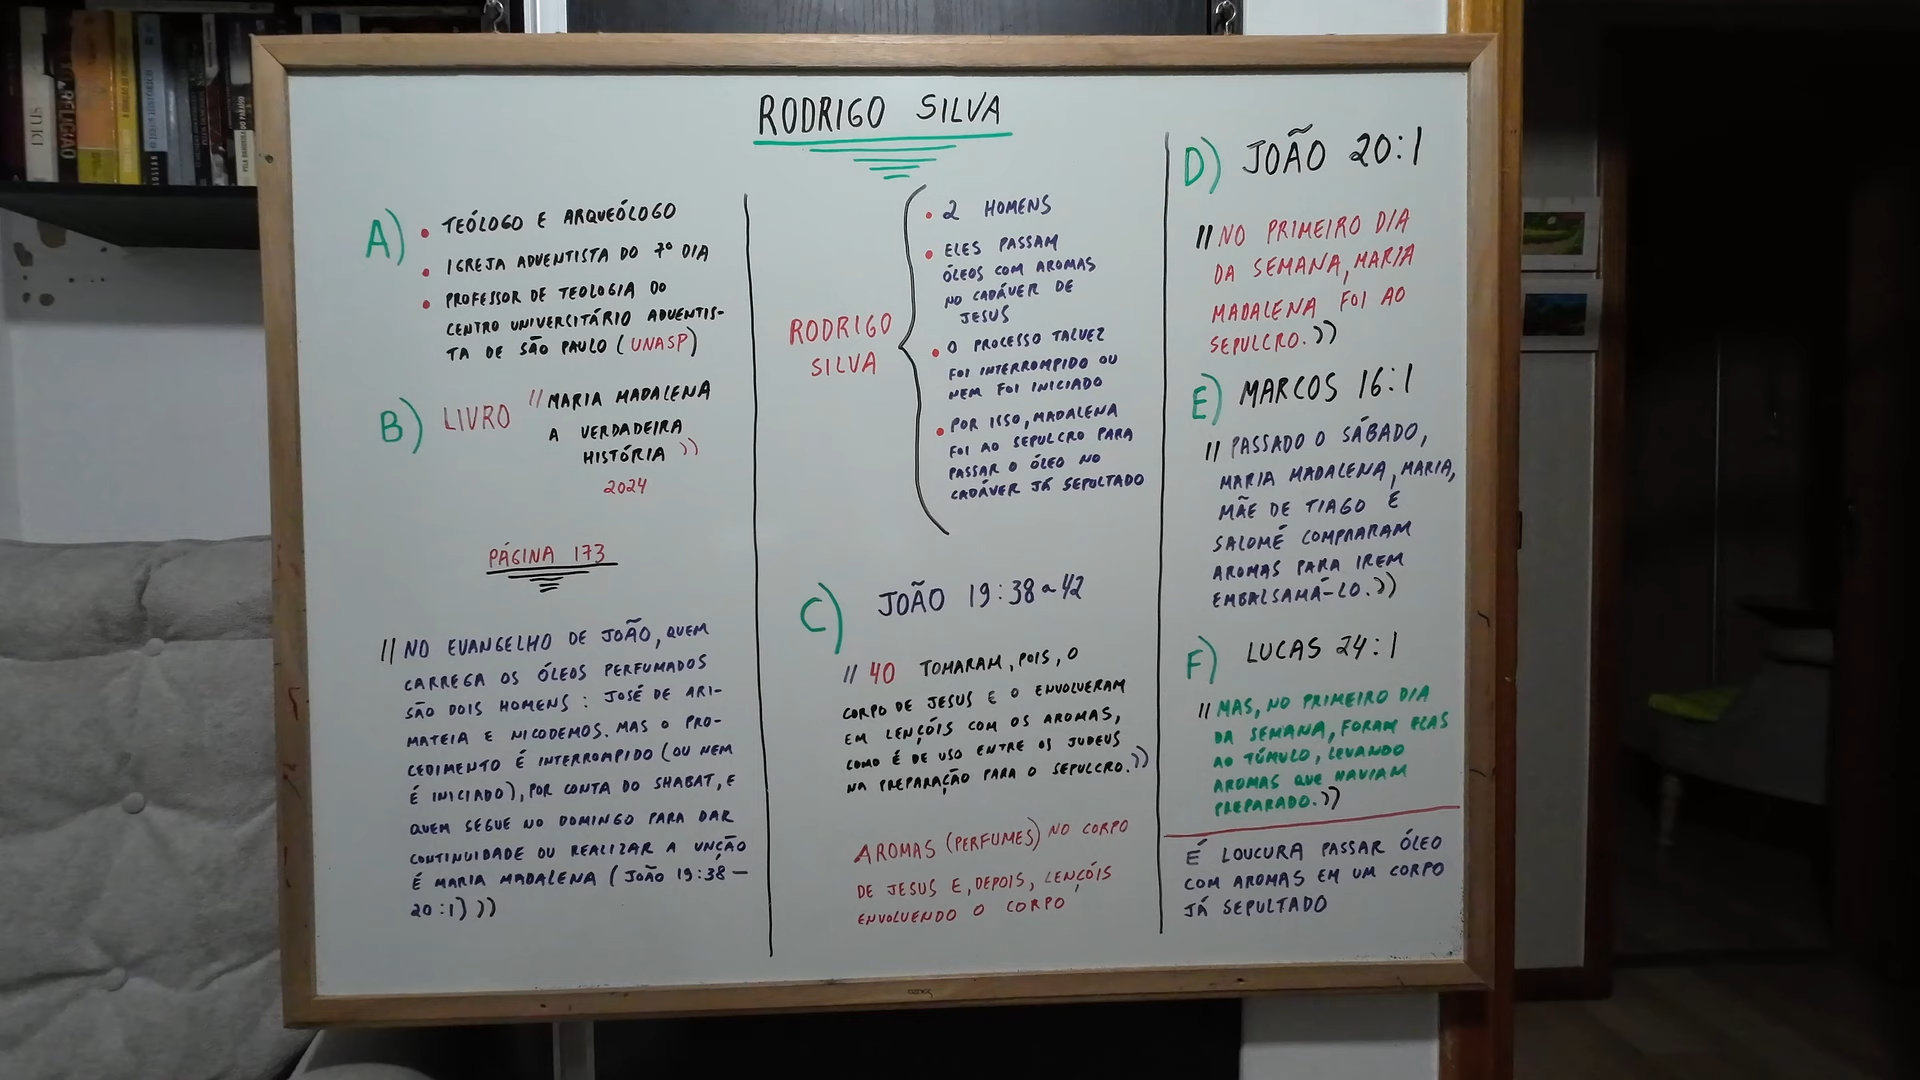 RODRIGO SILVA
A) • TEÓLOGO E ARQUEÓLOGO
• IGREJA ADVENTISTA DO 7º DIA
• PROFESSOR DE TEOLOGIA DO
CENTRO UNIVERSITÁRIO ADVENTIS-
TA DE SÃO PAULO (UNASP)
B) LIVRO "MARIA MADALENA
A VERDADEIRA
HISTÓRIA"
2024
PÁGINA 173
"NO EVANGELHO DE JOÃO, QUEM
CARREGA OS ÓLEOS PERFUMADOS
SÃO DOIS HOMENS: JOSÉ DE ARI-
MATEIA E NICODEMOS. MAS O PRO-
CEDIMENTO É INTERROMPIDO (OU NEM
É INICIADO), POR CONTA DO SHABAT, E
QUEM SEGUE NO DOMINGO PARA DAR
CONTINUIDADE OU REALIZAR A UNÇÃO
É MARIA MADALENA (JOÃO 19:38-
20:1)"
RODRIGO
SILVA
• 2 HOMENS
• ELES PASSAM
ÓLEOS COM AROMAS
NO CADÁVER DE
JESUS
• O PROCESSO TALVEZ
FOI INTERROMPIDO OU
NEM FOI INICIADO
• POR ISSO, MADALENA
FOI AO SEPULCRO PARA
PASSAR O ÓLEO NO
CADÁVER JÁ SEPULTADO
C) JOÃO 19:38 a 42
"40 TOMARAM, POIS, O
CORPO DE JESUS E O ENVOLVERAM
EM LENÇÓIS COM OS AROMAS,
COMO É DE USO ENTRE OS JUDEUS
NA PREPARAÇÃO PARA O SEPULCRO."
AROMAS (PERFUMES) NO CORPO
DE JESUS E, DEPOIS, LENÇÓIS
ENVOLVENDO O CORPO
D) JOÃO 20:1
"NO PRIMEIRO DIA
DA SEMANA, MARIA
MADALENA FOI AO
SEPULCRO."
E) MARCOS 16:1
"PASSADO O SÁBADO,
MARIA MADALENA, MARIA,
MÃE DE TIAGO E
SALOMÉ COMPRARAM
AROMAS PARA IREM
EMBALSAMÁ-LO."
F) LUCAS 24:1
"MAS, NO PRIMEIRO DIA
DA SEMANA, FORAM ELAS
AO TÚMULO, LEVANDO
AROMAS QUE HAVIAM
PREPARADO."
É LOUCURA PASSAR ÓLEO
COM AROMAS EM UM CORPO
JÁ SEPULTADO